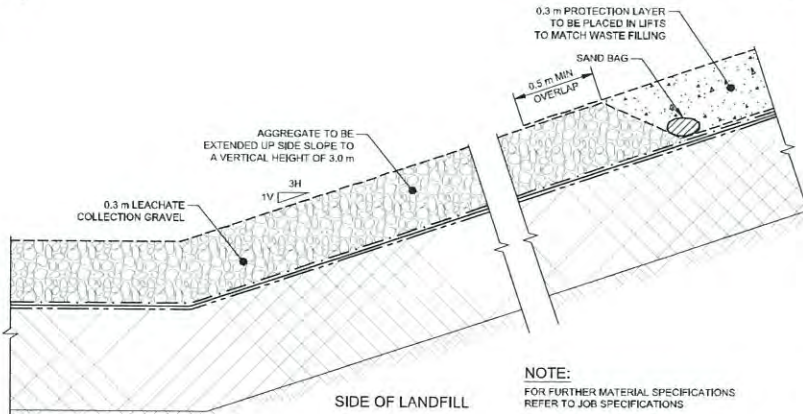 0.3 m PROTECTION LAYER
TO BE PLACED IN LIFTS
TO MATCH WASTE FILLING
SAND BAG
0.5 m MIN
OVERLAP
AGGREGATE TO BE
EXTENDED UP SIDE SLOPE TO
A VERTICAL HEIGHT OF 3.0 m
3H
1V
0.3 m LEACHATE
COLLECTION GRAVEL
SIDE OF LANDFILL
NOTE:
FOR FURTHER MATERIAL SPECIFICATIONS
REFER TO JOB SPECIFICATIONS